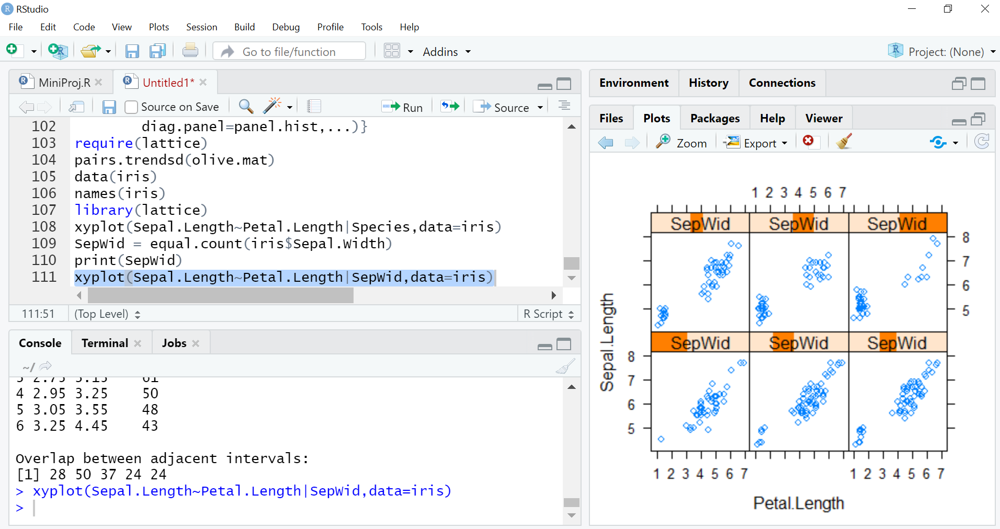 RStudio
File Edit Code View Plots Session Build Debug Profile Tools Help
Go to file/function Addins Project: (None)
MiniProj.R Untitled1*
Source on Save Run Source
102 diag.panel=panel.hist,...)}
103 require(lattice)
104 pairs.trendsd(olive.mat)
105 data(iris)
106 names(iris)
107 library(lattice)
108 xyplot(Sepal.Length~Petal.Length|Species,data=iris)
109 SepWid = equal.count(iris$Sepal.Width)
110 print(SepWid)
111 xyplot(Sepal.Length~Petal.Length|SepWid,data=iris)
111:51 (Top Level) R Script
Console Terminal Jobs
~/
3 2.75 3.15 61
4 2.95 3.25 50
5 3.05 3.55 48
6 3.25 4.45 43
Overlap between adjacent intervals:
[1] 28 50 37 24 24
> xyplot(Sepal.Length~Petal.Length|SepWid,data=iris)
>
Environment History Connections
Files Plots Packages Help Viewer
Zoom Export
1 2 3 4 5 6 7
SepWid SepWid SepWid
8
7
6
5
SepWid SepWid SepWid
8
7
6
5
Sepal.Length
1 2 3 4 5 6 7 1 2 3 4 5 6 7
Petal.Length